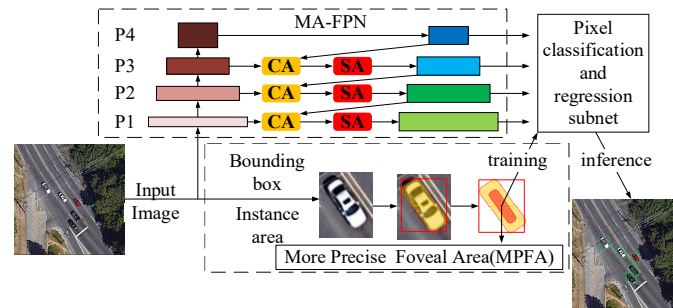 MA-FPN
P4
P3
CA
SA
P2
CA
SA
P1
CA
SA
Pixel
classification
and
regression
subnet
Input
Image
Bounding
box
Instance
area
training
inference
More Precise Foveal Area(MPFA)